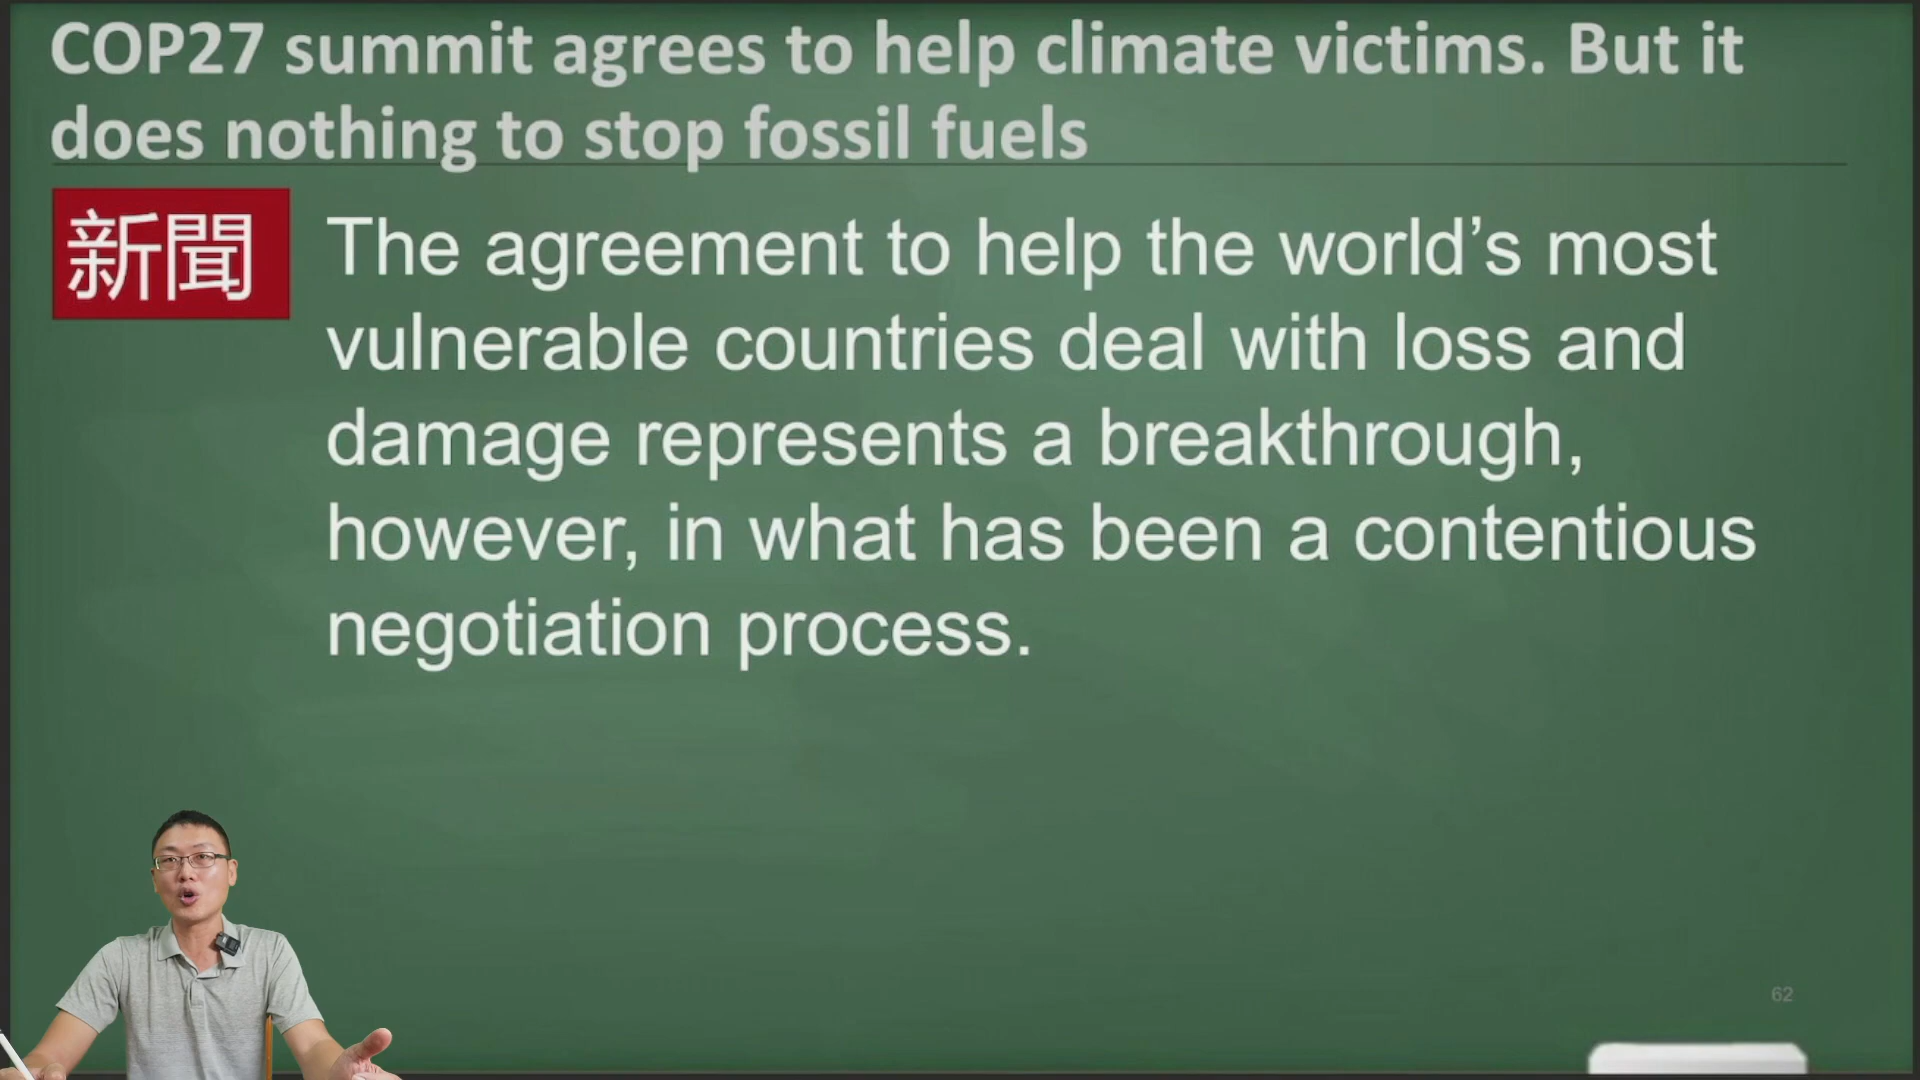 COP27 summit agrees to help climate victims. But it
does nothing to stop fossil fuels
新聞
The agreement to help the world’s most
vulnerable countries deal with loss and
damage represents a breakthrough,
however, in what has been a contentious
negotiation process.
62